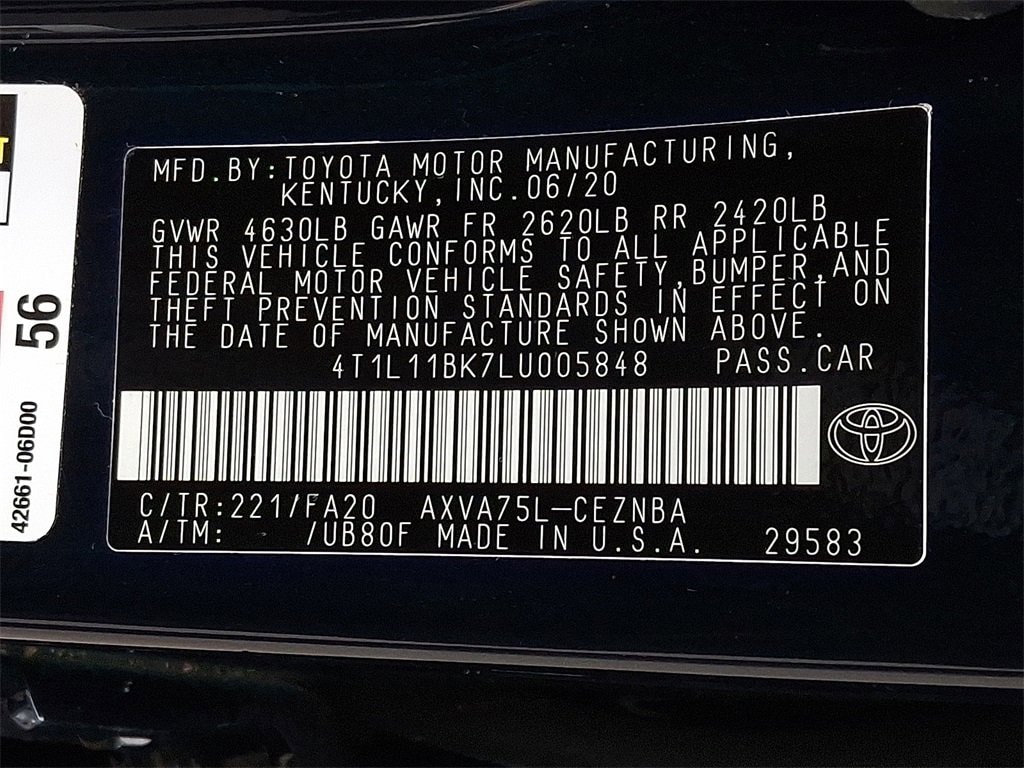 MFD.BY:TOYOTA MOTOR MANUFACTURING,
KENTUCKY,INC.06/20
GVWR 4630LB GAWR FR 2620LB RR 2420LB
THIS VEHICLE CONFORMS TO ALL APPLICABLE
FEDERAL MOTOR VEHICLE SAFETY,BUMPER,AND
THEFT PREVENTION STANDARDS IN EFFECT ON
THE DATE OF MANUFACTURE SHOWN ABOVE.
4T1L11BK7LU005848 PASS.CAR
C/TR:221/FA20 AXVA75L-CEZNBA
A/TM: /UB80F MADE IN U.S.A. 29583
56
42661-06D00